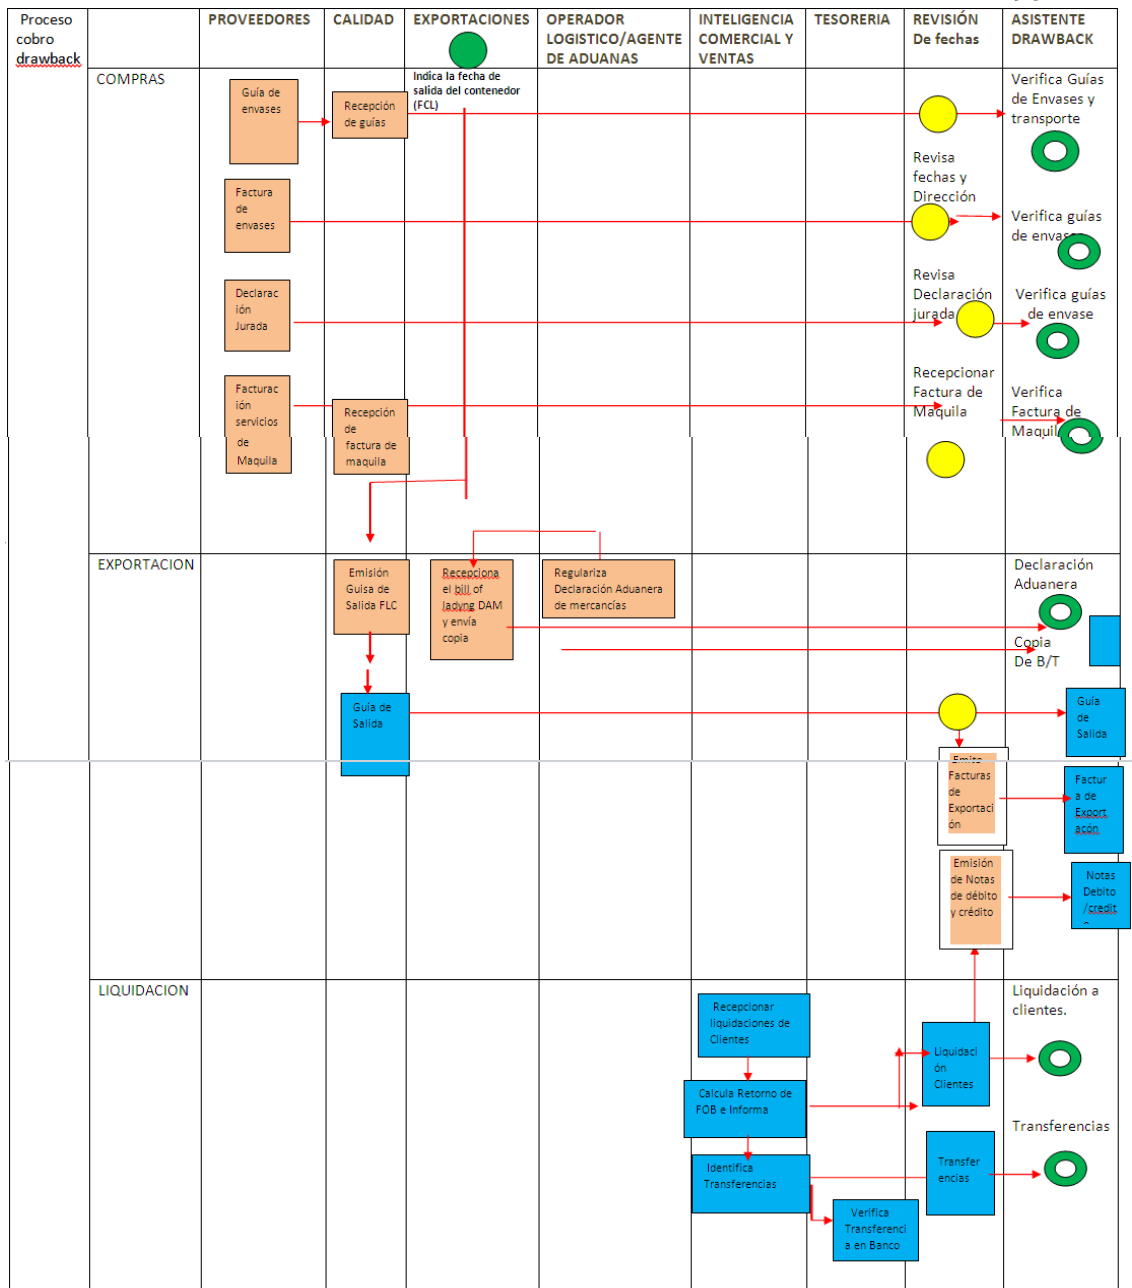 Proceso
cobro
drawback
PROVEEDORES
CALIDAD
EXPORTACIONES
OPERADOR
LOGISTICO/AGENTE
DE ADUANAS
INTELIGENCIA
COMERCIAL Y
VENTAS
TESORERIA
REVISIÓN
De fechas
ASISTENTE
DRAWBACK
COMPRAS
Indica la fecha de
salida del contenedor
(FCL)
Guía de
envases
Recepción
de guías
Verifica Guías
de Envases y
transporte
Revisa
fechas y
Dirección
Factura
de
envases
Verifica guías
de envases
Revisa
Declaración
jurada
Declarac
ión
Jurada
Verifica guías
de envase
Recepcionar
Factura de
Maquila
Facturac
ión
servicios
de
Maquila
Recepción
de
factura de
maquila
Verifica
Factura de
Maquil
EXPORTACION
Emisión
Guisa de
Salida FLC
Recepciona
el bill of
ladyng DAM
y envía
copia
Regulariza
Declaración Aduanera
de mercancías
Declaración
Aduanera
Copia
De B/T
Guía de
Salida
Guía
de
Salida
Emite
Facturas
de
Exportaci
ón
Factur
a de
Export
acón
Emisión
de Notas
de débito
y crédito
Notas
Debito
/credit
LIQUIDACION
Recepcionar
liquidaciones de
Clientes
Liquidación a
clientes.
Liquidaci
ón
Clientes
Calcula Retorno de
FOB e Informa
Transferencias
Identifica
Transferencias
Transfer
encias
Verifica
Transferenci
a en Banco